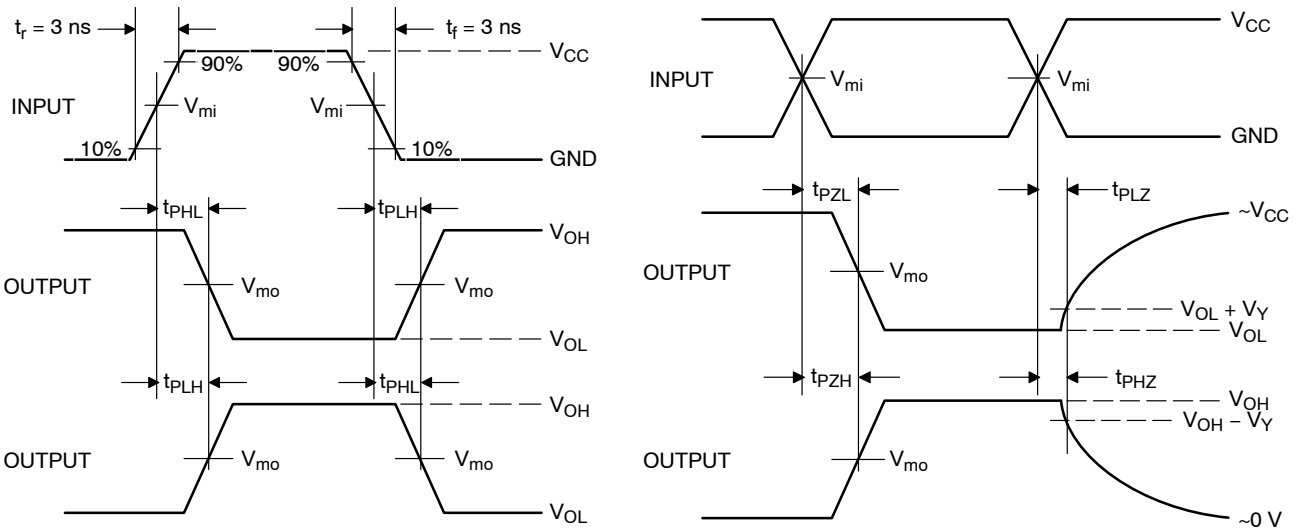 t_r = 3 ns
t_f = 3 ns
V_CC
90%
90%
INPUT
V_mi
V_mi
10%
10%
GND
t_PHL
t_PLH
V_OH
OUTPUT
V_mo
V_mo
V_OL
t_PLH
t_PHL
V_OH
OUTPUT
V_mo
V_mo
V_OL
V_CC
INPUT
V_mi
V_mi
GND
t_PZL
t_PLZ
~V_CC
OUTPUT
V_mo
V_OL + V_Y
V_OL
t_PZH
t_PHZ
V_OH
V_OH – V_Y
OUTPUT
V_mo
~0 V